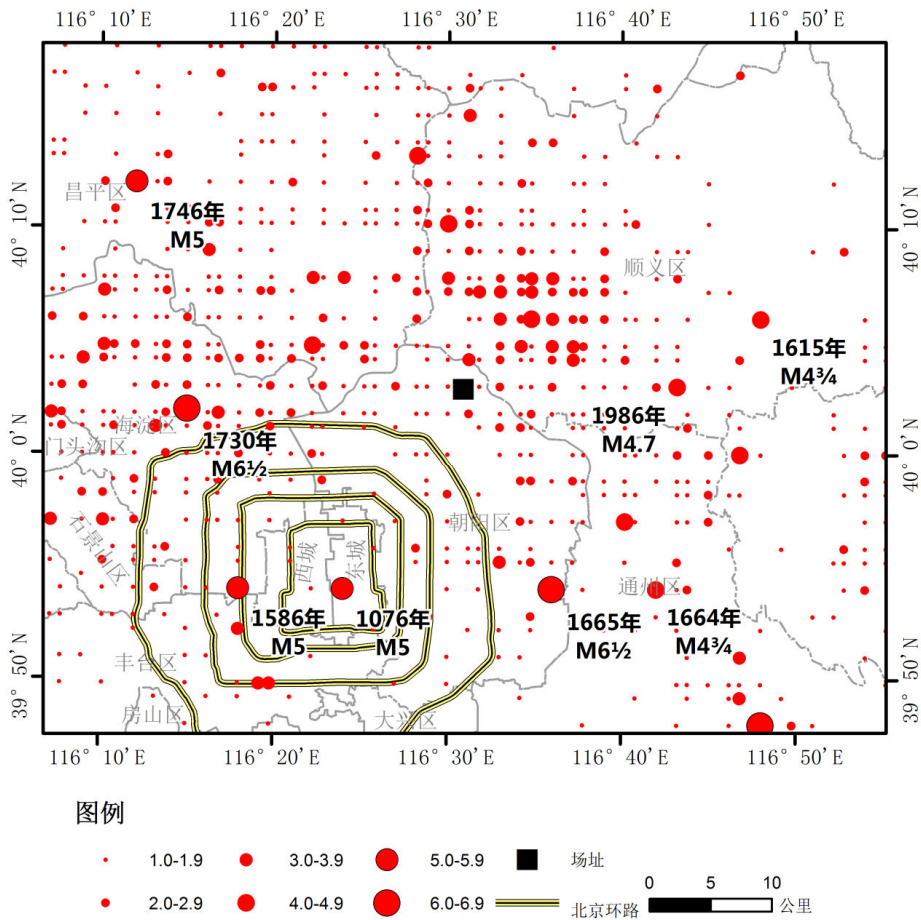 116° 10′ E
116° 20′ E
116° 30′ E
116° 40′ E
116° 50′ E
40° 10′ N
40° 10′ N
昌平区
1746年
M5
顺义区
1615年
M4¾
1986年
M4.7
海淀区
门头沟区
1730年
M6½
40° 0′ N
40° 0′ N
石景山区
西城
东城
朝阳区
通州区
1586年
M5
1076年
M5
1665年
M6½
1664年
M4¾
丰台区
房山区
大兴区
39° 50′ N
39° 50′ N
116° 10′ E
116° 20′ E
116° 30′ E
116° 40′ E
116° 50′ E
图例
1.0-1.9
3.0-3.9
5.0-5.9
场址
2.0-2.9
4.0-4.9
6.0-6.9
北京环路
0 5 10
公里